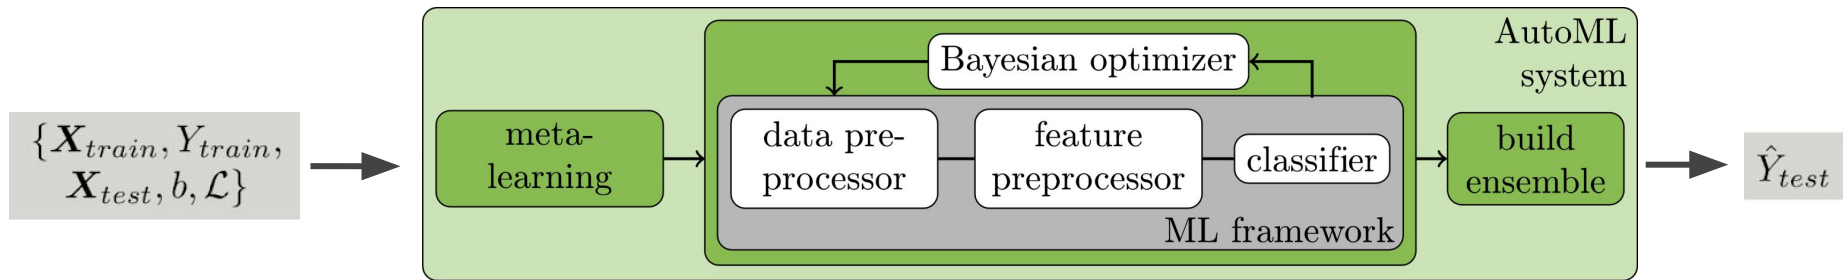 {X_train, Y_train,
X_test, b, ℒ}
meta-
learning
Bayesian optimizer
data pre-
processor
feature
preprocessor
classifier
ML framework
AutoML
system
build
ensemble
Ŷ_test